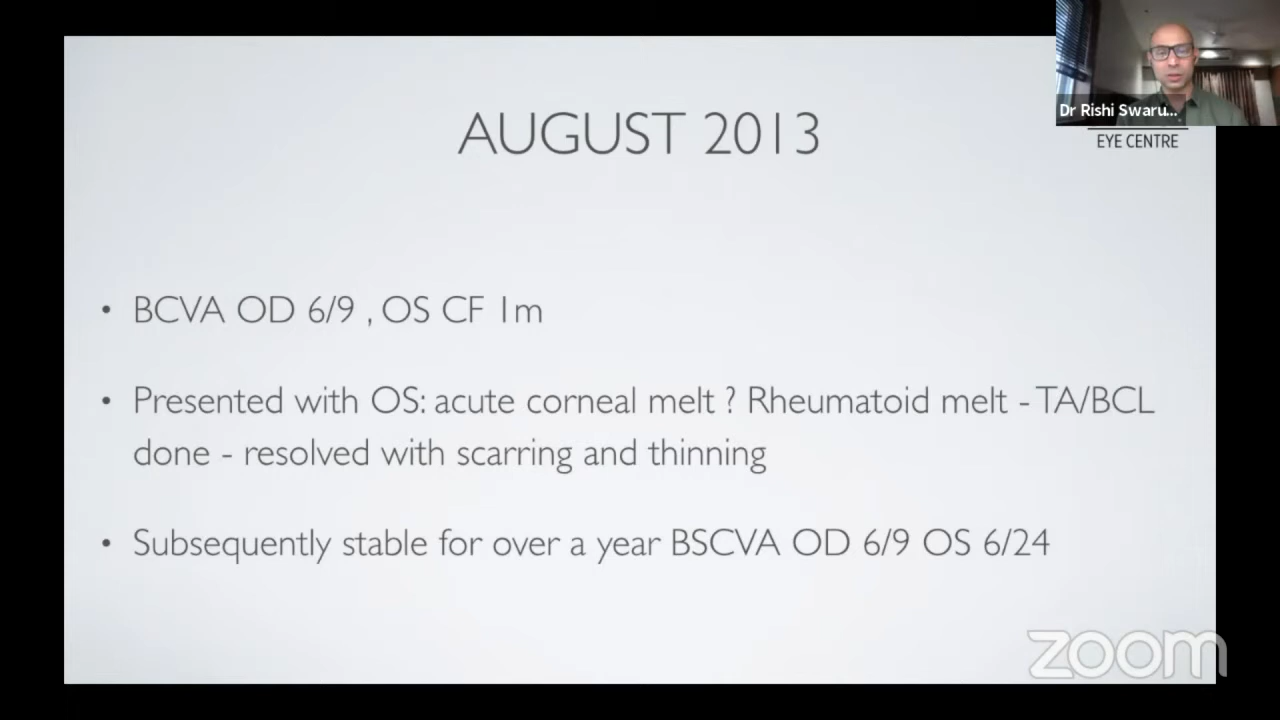 Dr Rishi Swaru...
EYE CENTRE
AUGUST 2013
• BCVA OD 6/9 , OS CF 1m
• Presented with OS: acute corneal melt ? Rheumatoid melt - TA/BCL
done - resolved with scarring and thinning
• Subsequently stable for over a year BSCVA OD 6/9 OS 6/24
zoom